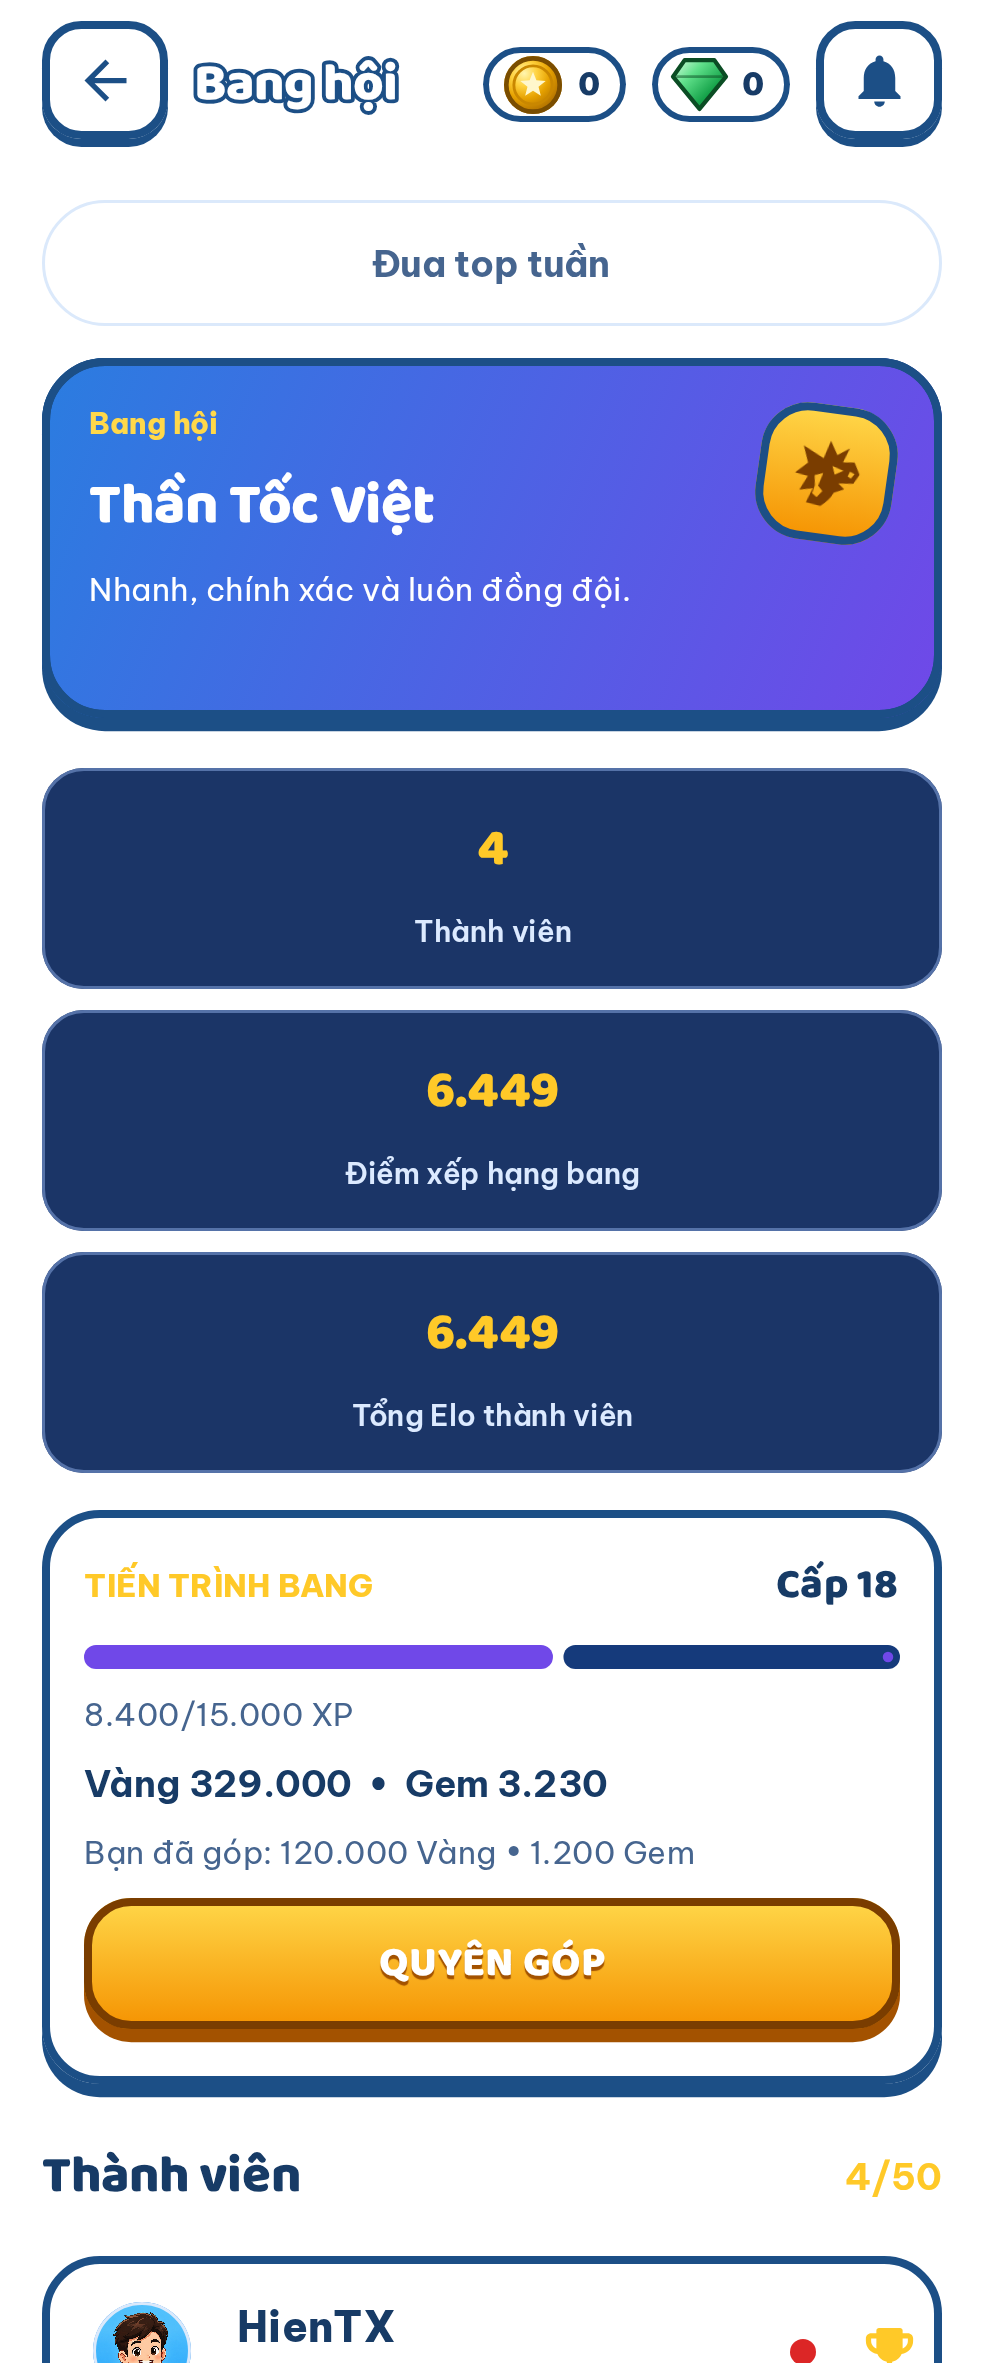 Bang hội
0
0
Đua top tuần
Bang hội
Thần Tốc Việt
Nhanh, chính xác và luôn đồng đội.
4
Thành viên
6.449
Điểm xếp hạng bang
6.449
Tổng Elo thành viên
TIẾN TRÌNH BANG
Cấp 18
8.400/15.000 XP
Vàng 329.000 • Gem 3.230
Bạn đã góp: 120.000 Vàng • 1.200 Gem
QUYÊN GÓP
Thành viên
4/50
HienTX